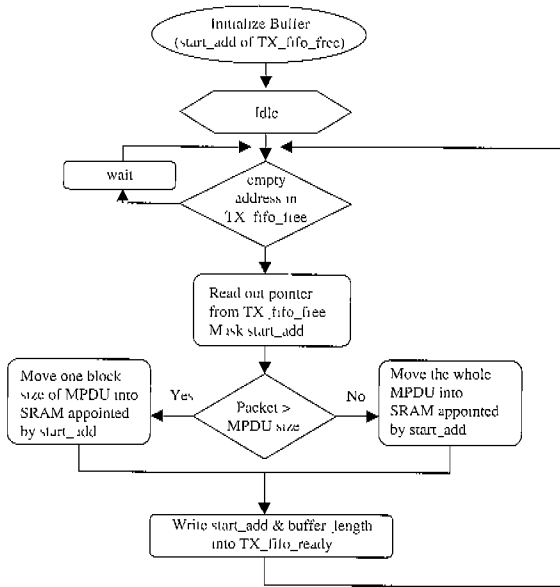 Initialize Buffer
(start_add of TX_fifo_free)
Idle
wait
empty
address in
TX_fifo_free
Read out pointer
from TX_fifo_free
Mask start_add
Move one block
size of MPDU into
SRAM appointed
by start_add
Yes
Packet >
MPDU size
No
Move the whole
MPDU into
SRAM appointed
by start_add
Write start_add & buffer_length
into TX_fifo_ready